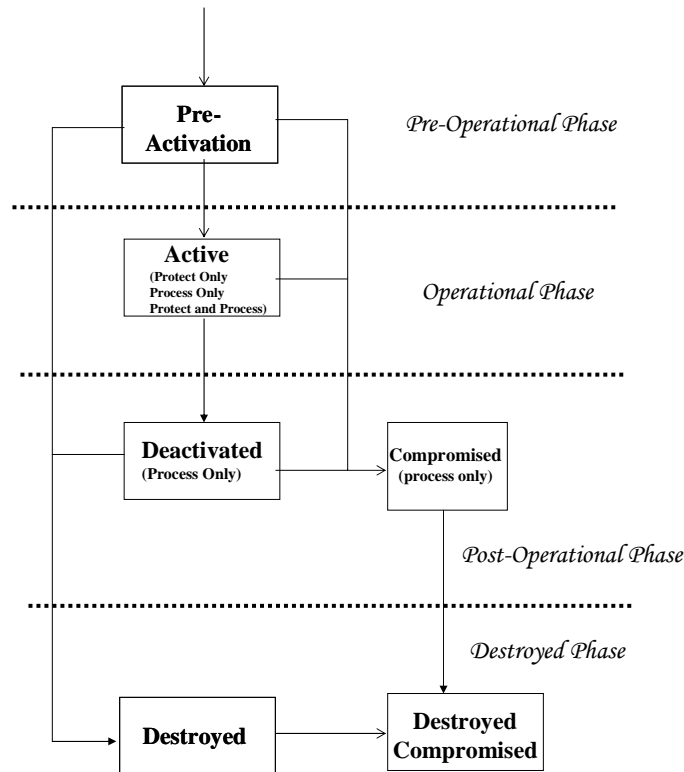 Pre-
Activation
Pre-Operational Phase
Active
(Protect Only
Process Only
Protect and Process)
Operational Phase
Deactivated
(Process Only)
Compromised
(process only)
Post-Operational Phase
Destroyed Phase
Destroyed
Destroyed
Compromised